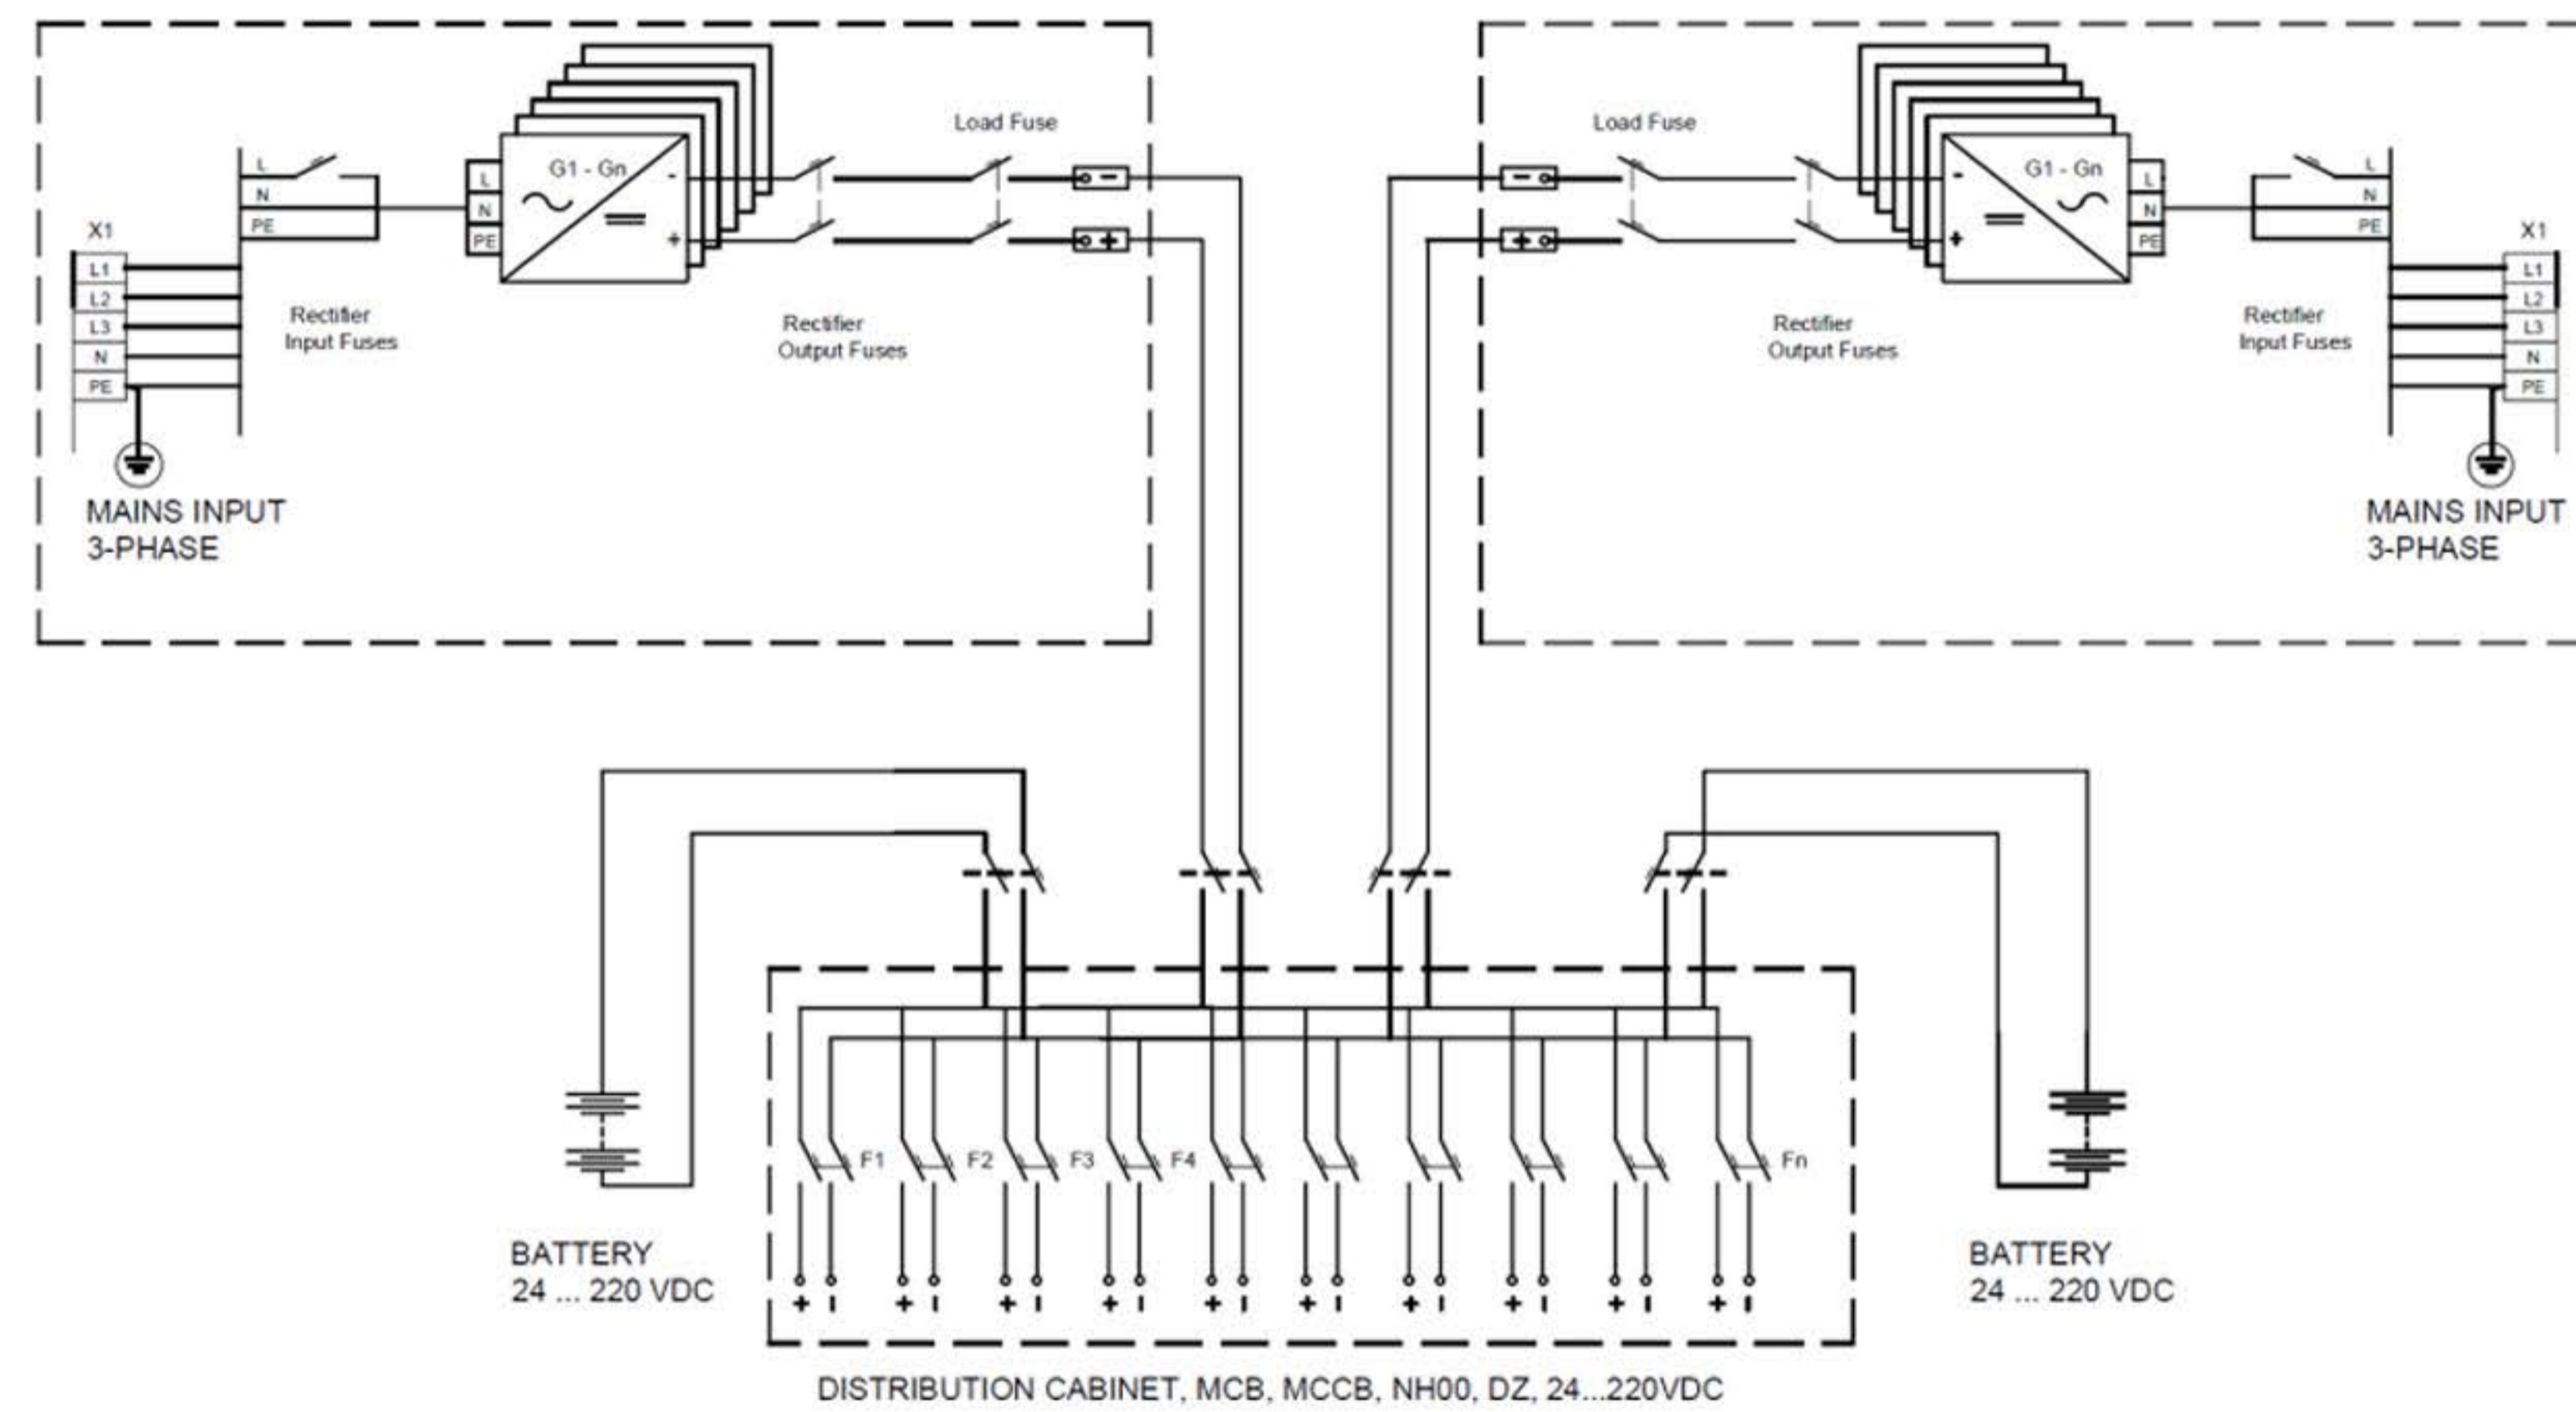 Load Fuse
Load Fuse
G1 - Gn
-
+
G1 - Gn
-
+
L
N
PE
L
N
PE
L
N
PE
L
N
PE
−
+
−
+
X1
L1
L2
L3
N
PE
X1
L1
L2
L3
N
PE
Rectifier
Input Fuses
Rectifier
Output Fuses
Rectifier
Output Fuses
Rectifier
Input Fuses
MAINS INPUT
3-PHASE
MAINS INPUT
3-PHASE
F1 F2 F3 F4 Fn
+ − + − + − + − + − + − + − + − + − + −
BATTERY
24 ... 220 VDC
BATTERY
24 ... 220 VDC
DISTRIBUTION CABINET, MCB, MCCB, NH00, DZ, 24...220VDC